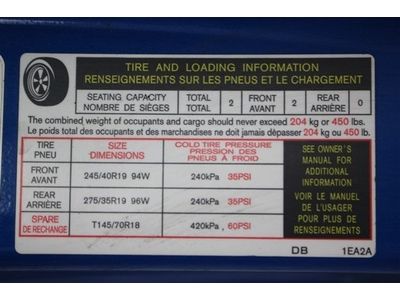 TIRE AND LOADING INFORMATION
RENSEIGNEMENTS SUR LES PNEUS ET LE CHARGEMENT
SEATING CAPACITY TOTAL 2 FRONT 2 REAR 0
NOMBRE DE SIÈGES TOTAL AVANT ARRIÈRE
The combined weight of occupants and cargo should never exceed 204 kg or 450 lbs.
Le poids total des occupants et des marchandises ne doit jamais dépasser 204 kg ou 450 lb.
TIRE SIZE COLD TIRE PRESSURE
PNEU DIMENSIONS PRESSION DES
PNEUS À FROID
FRONT
AVANT 245/40R19 94W 240kPa 35PSI
REAR
ARRIÈRE 275/35R19 96W 240kPa 35PSI
SPARE
DE RECHANGE T145/70R18 420kPa, 60PSI
SEE OWNER'S
MANUAL FOR
ADDITIONAL
INFORMATION
VOIR LE MANUEL
DE L'USAGER
POUR PLUS DE
RENSEIGNEMENTS
DB 1EA2A